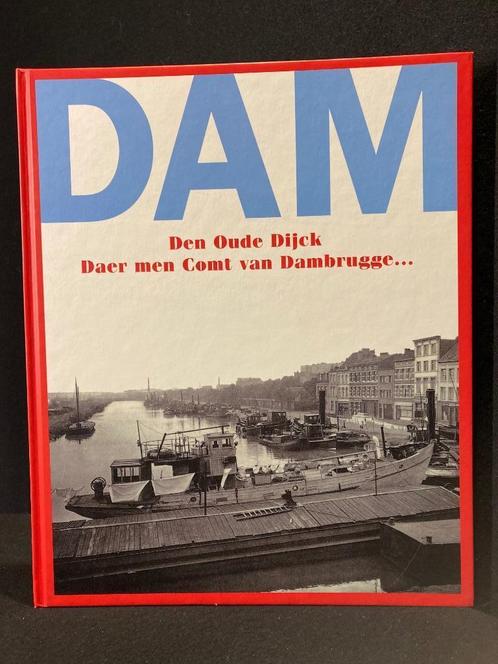 DAM
Den Oude Dijck
Daer men Comt van Dambrugge...